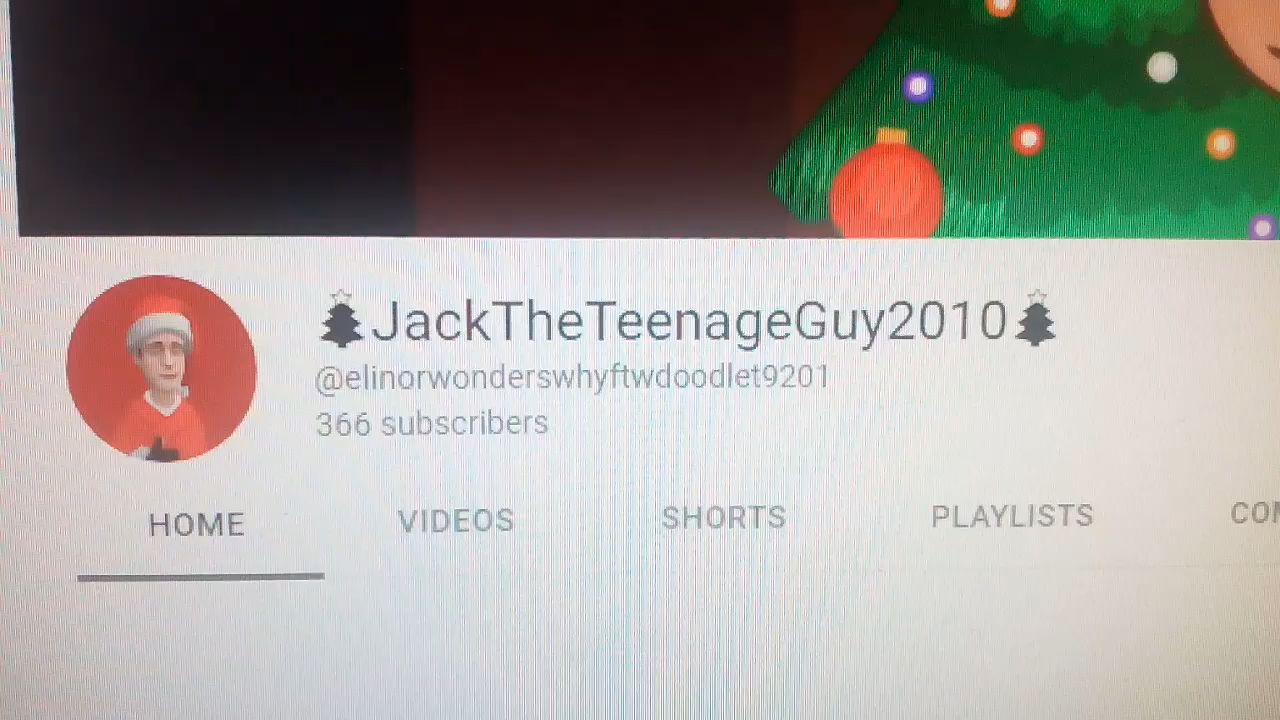 🎄JackTheTeenageGuy2010🎄
@elinorwonderswhyftwdoodlet9201
366 subscribers
HOME VIDEOS SHORTS PLAYLISTS